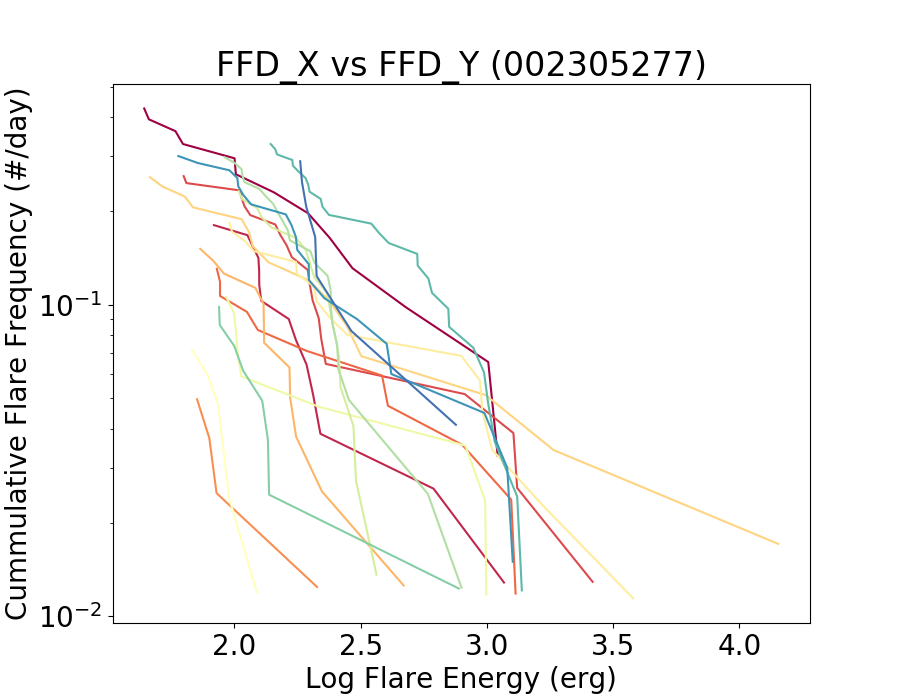 FFD_X vs FFD_Y (002305277)
Cummulative Flare Frequency (#/day)
10⁻¹
10⁻²
2.0 2.5 3.0 3.5 4.0
Log Flare Energy (erg)